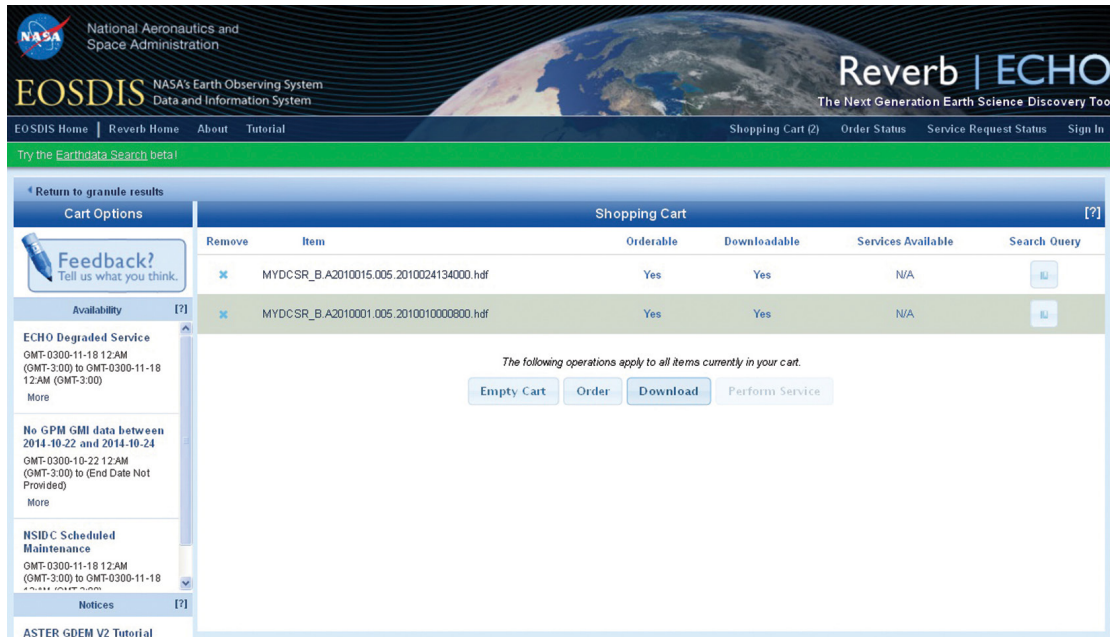 NASA
National Aeronautics and
Space Administration
EOSDIS NASA's Earth Observing System
Data and Information System
Reverb | ECHO
The Next Generation Earth Science Discovery Too
EOSDIS Home | Reverb Home About Tutorial Shopping Cart (2) Order Status Service Request Status Sign In
Try the Earthdata Search beta!
Return to granule results
Cart Options
Shopping Cart [?]
Feedback?
Tell us what you think.
Remove Item Orderable Downloadable Services Available Search Query
MYDCSR_B.A2010015.005.2010024134000.hdf Yes Yes N/A
MYDCSR_B.A2010001.005.2010010000800.hdf Yes Yes N/A
The following operations apply to all items currently in your cart.
Empty Cart Order Download Perform Service
Availability [?]
ECHO Degraded Service
GMT-0300-11-18 12:AM
(GMT-3:00) to GMT-0300-11-18
12:AM (GMT-3:00)
More
No GPM GMI data between
2014-10-22 and 2014-10-24
GMT-0300-10-22 12:AM
(GMT-3:00) to (End Date Not
Provided)
More
NSIDC Scheduled
Maintenance
GMT-0300-11-18 12:AM
(GMT-3:00) to GMT-0300-11-18
Notices [?]
ASTER GDEM V2 Tutorial